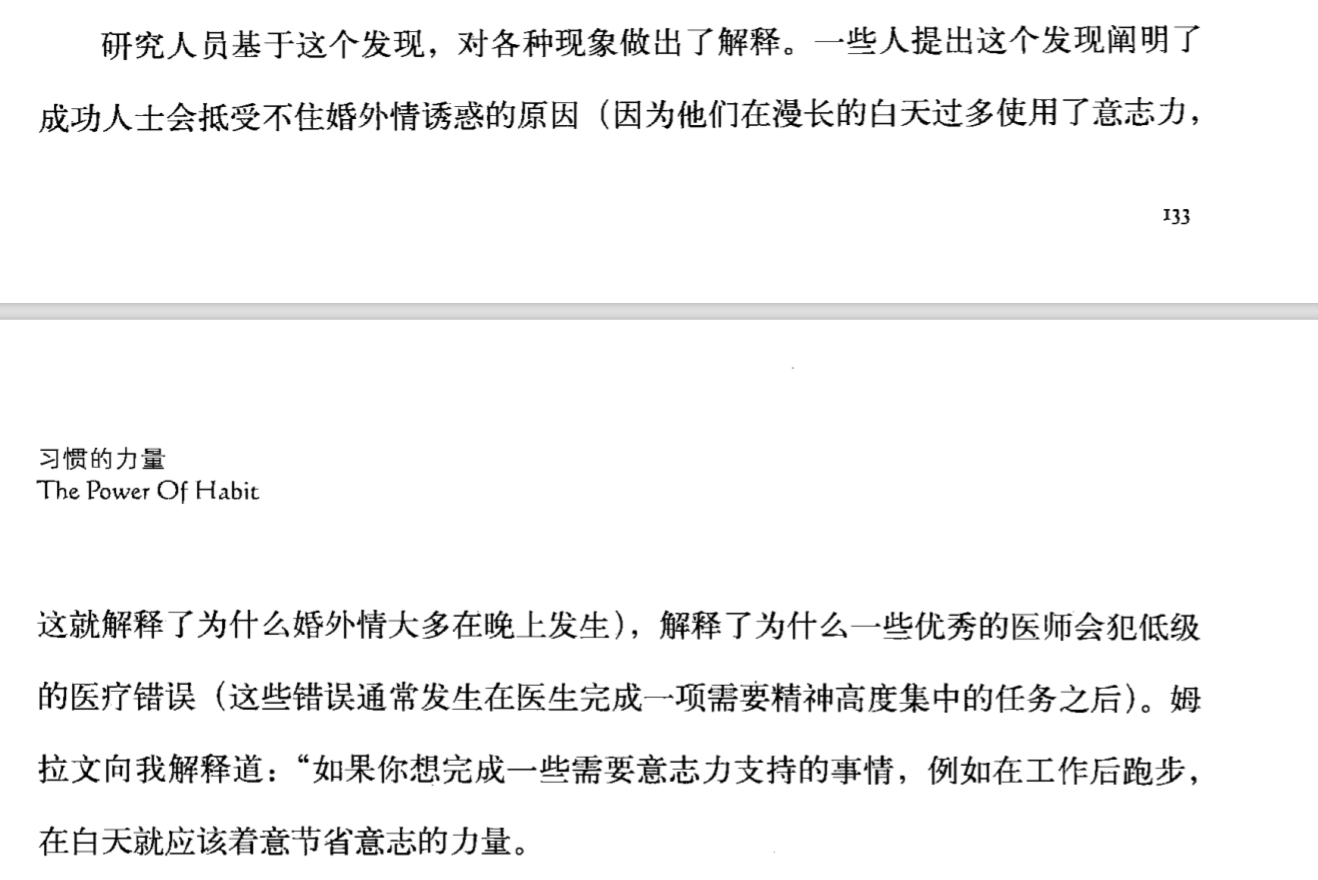 研究人员基于这个发现，对各种现象做出了解释。一些人提出这个发现阐明了
成功人士会抵受不住婚外情诱惑的原因（因为他们在漫长的白天过多使用了意志力，
133
习惯的力量
The Power Of Habit
这就解释了为什么婚外情大多在晚上发生），解释了为什么一些优秀的医师会犯低级
的医疗错误（这些错误通常发生在医生完成一项需要精神高度集中的任务之后）。姆
拉文向我解释道：“如果你想完成一些需要意志力支持的事情，例如在工作后跑步，
在白天就应该着意节省意志的力量。